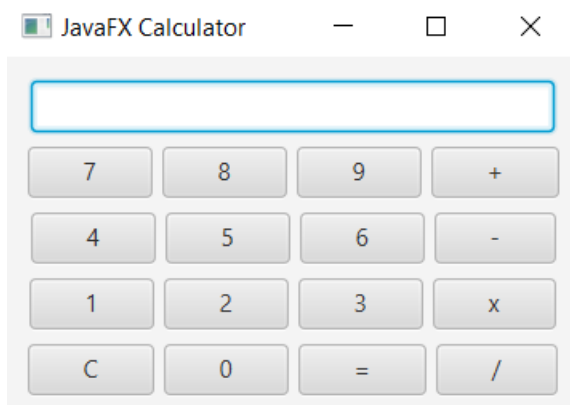 JavaFX Calculator
7 8 9 +
4 5 6 -
1 2 3 x
C 0 = /